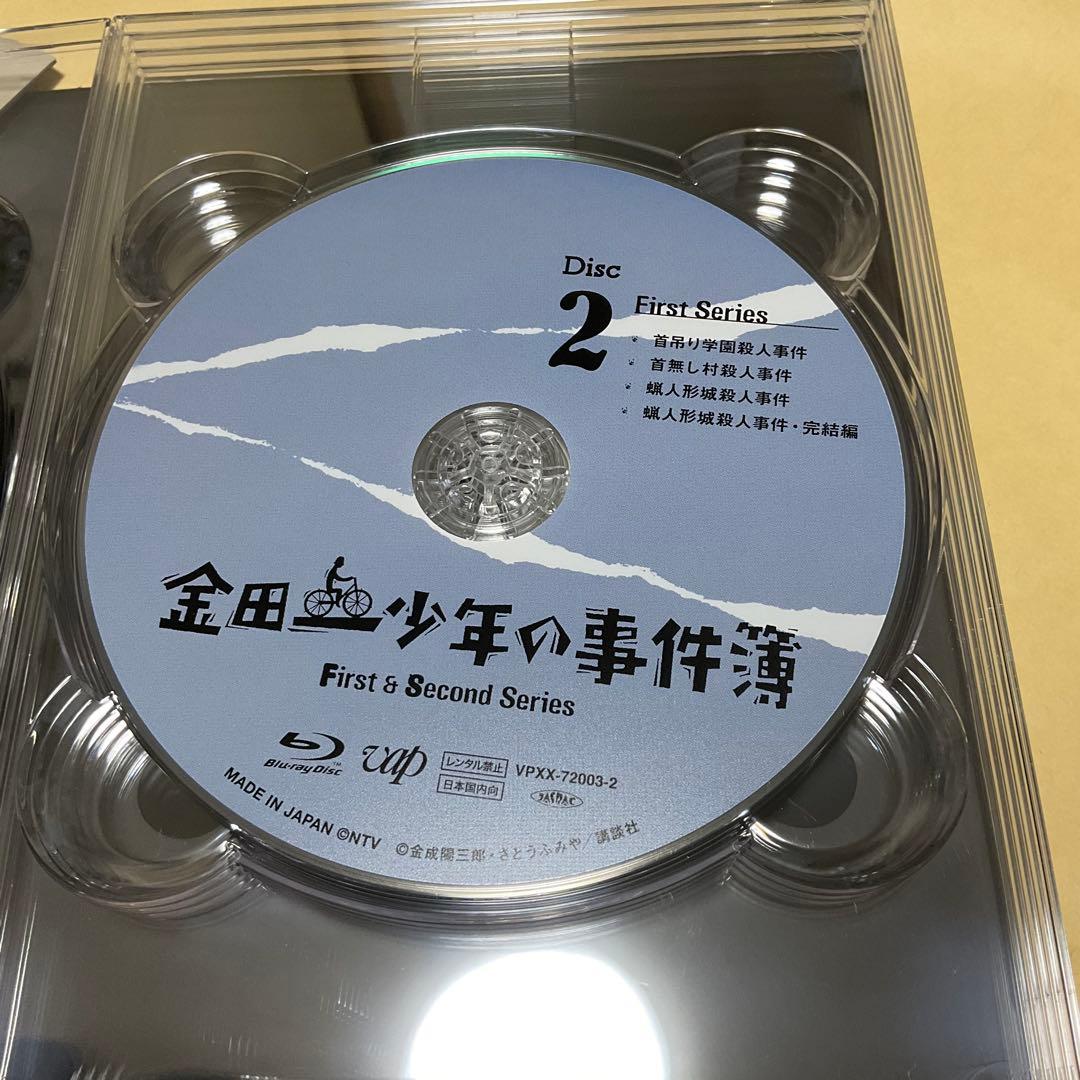 Disc
2
First Series
首吊り学園殺人事件
首無し村殺人事件
蝋人形城殺人事件
蝋人形城殺人事件・完結編
金田一少年の事件簿
First & Second Series
Blu-ray Disc™
vap
レンタル禁止
日本国内向
VPXX-72003-2
JASRAC
MADE IN JAPAN ©NTV
©金成陽三郎・さとうふみや/講談社